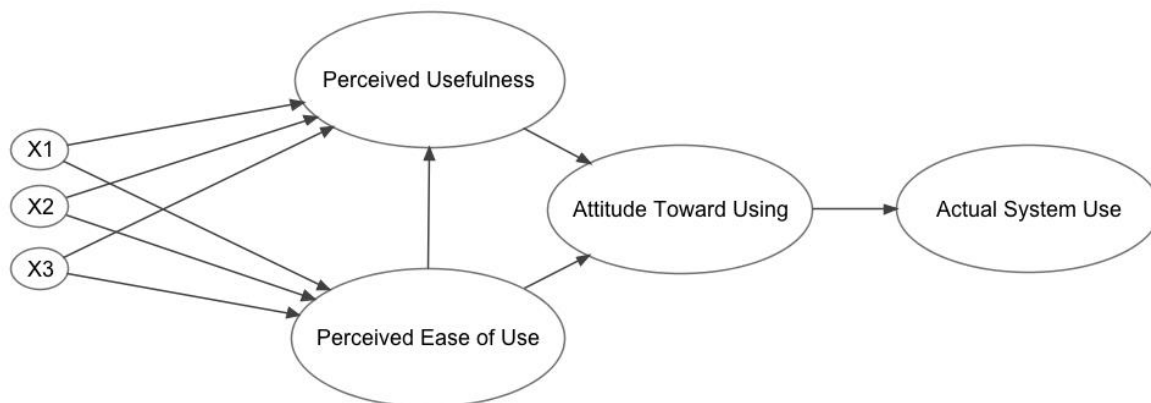 Perceived Usefulness
X1
X2
X3
Attitude Toward Using
Actual System Use
Perceived Ease of Use